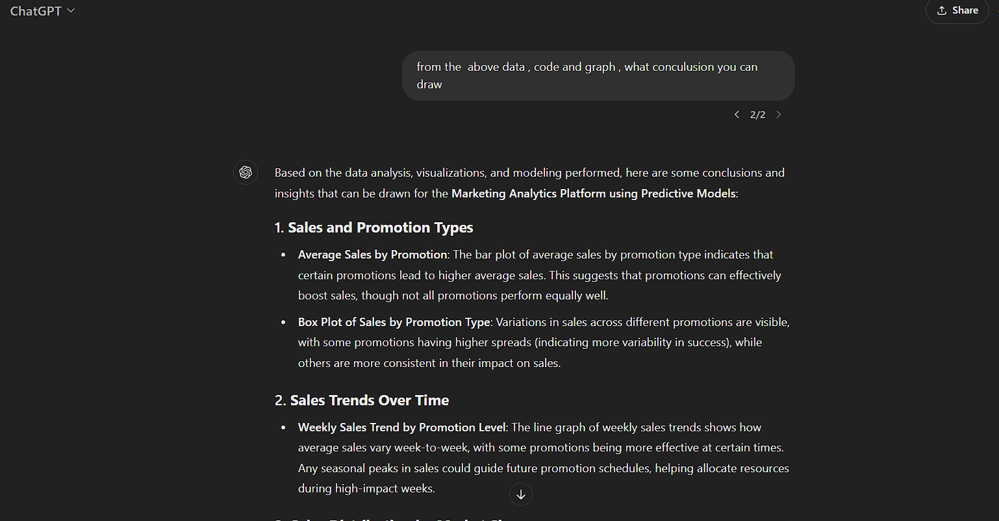 ChatGPT
Share
from the  above data , code and graph , what conculusion you can
draw
2/2
Based on the data analysis, visualizations, and modeling performed, here are some conclusions and
insights that can be drawn for the Marketing Analytics Platform using Predictive Models:
1. Sales and Promotion Types
• Average Sales by Promotion: The bar plot of average sales by promotion type indicates that
certain promotions lead to higher average sales. This suggests that promotions can effectively
boost sales, though not all promotions perform equally well.
• Box Plot of Sales by Promotion Type: Variations in sales across different promotions are visible,
with some promotions having higher spreads (indicating more variability in success), while
others are more consistent in their impact on sales.
2. Sales Trends Over Time
• Weekly Sales Trend by Promotion Level: The line graph of weekly sales trends shows how
average sales vary week-to-week, with some promotions being more effective at certain times.
Any seasonal peaks in sales could guide future promotion schedules, helping allocate resources
during high-impact weeks.